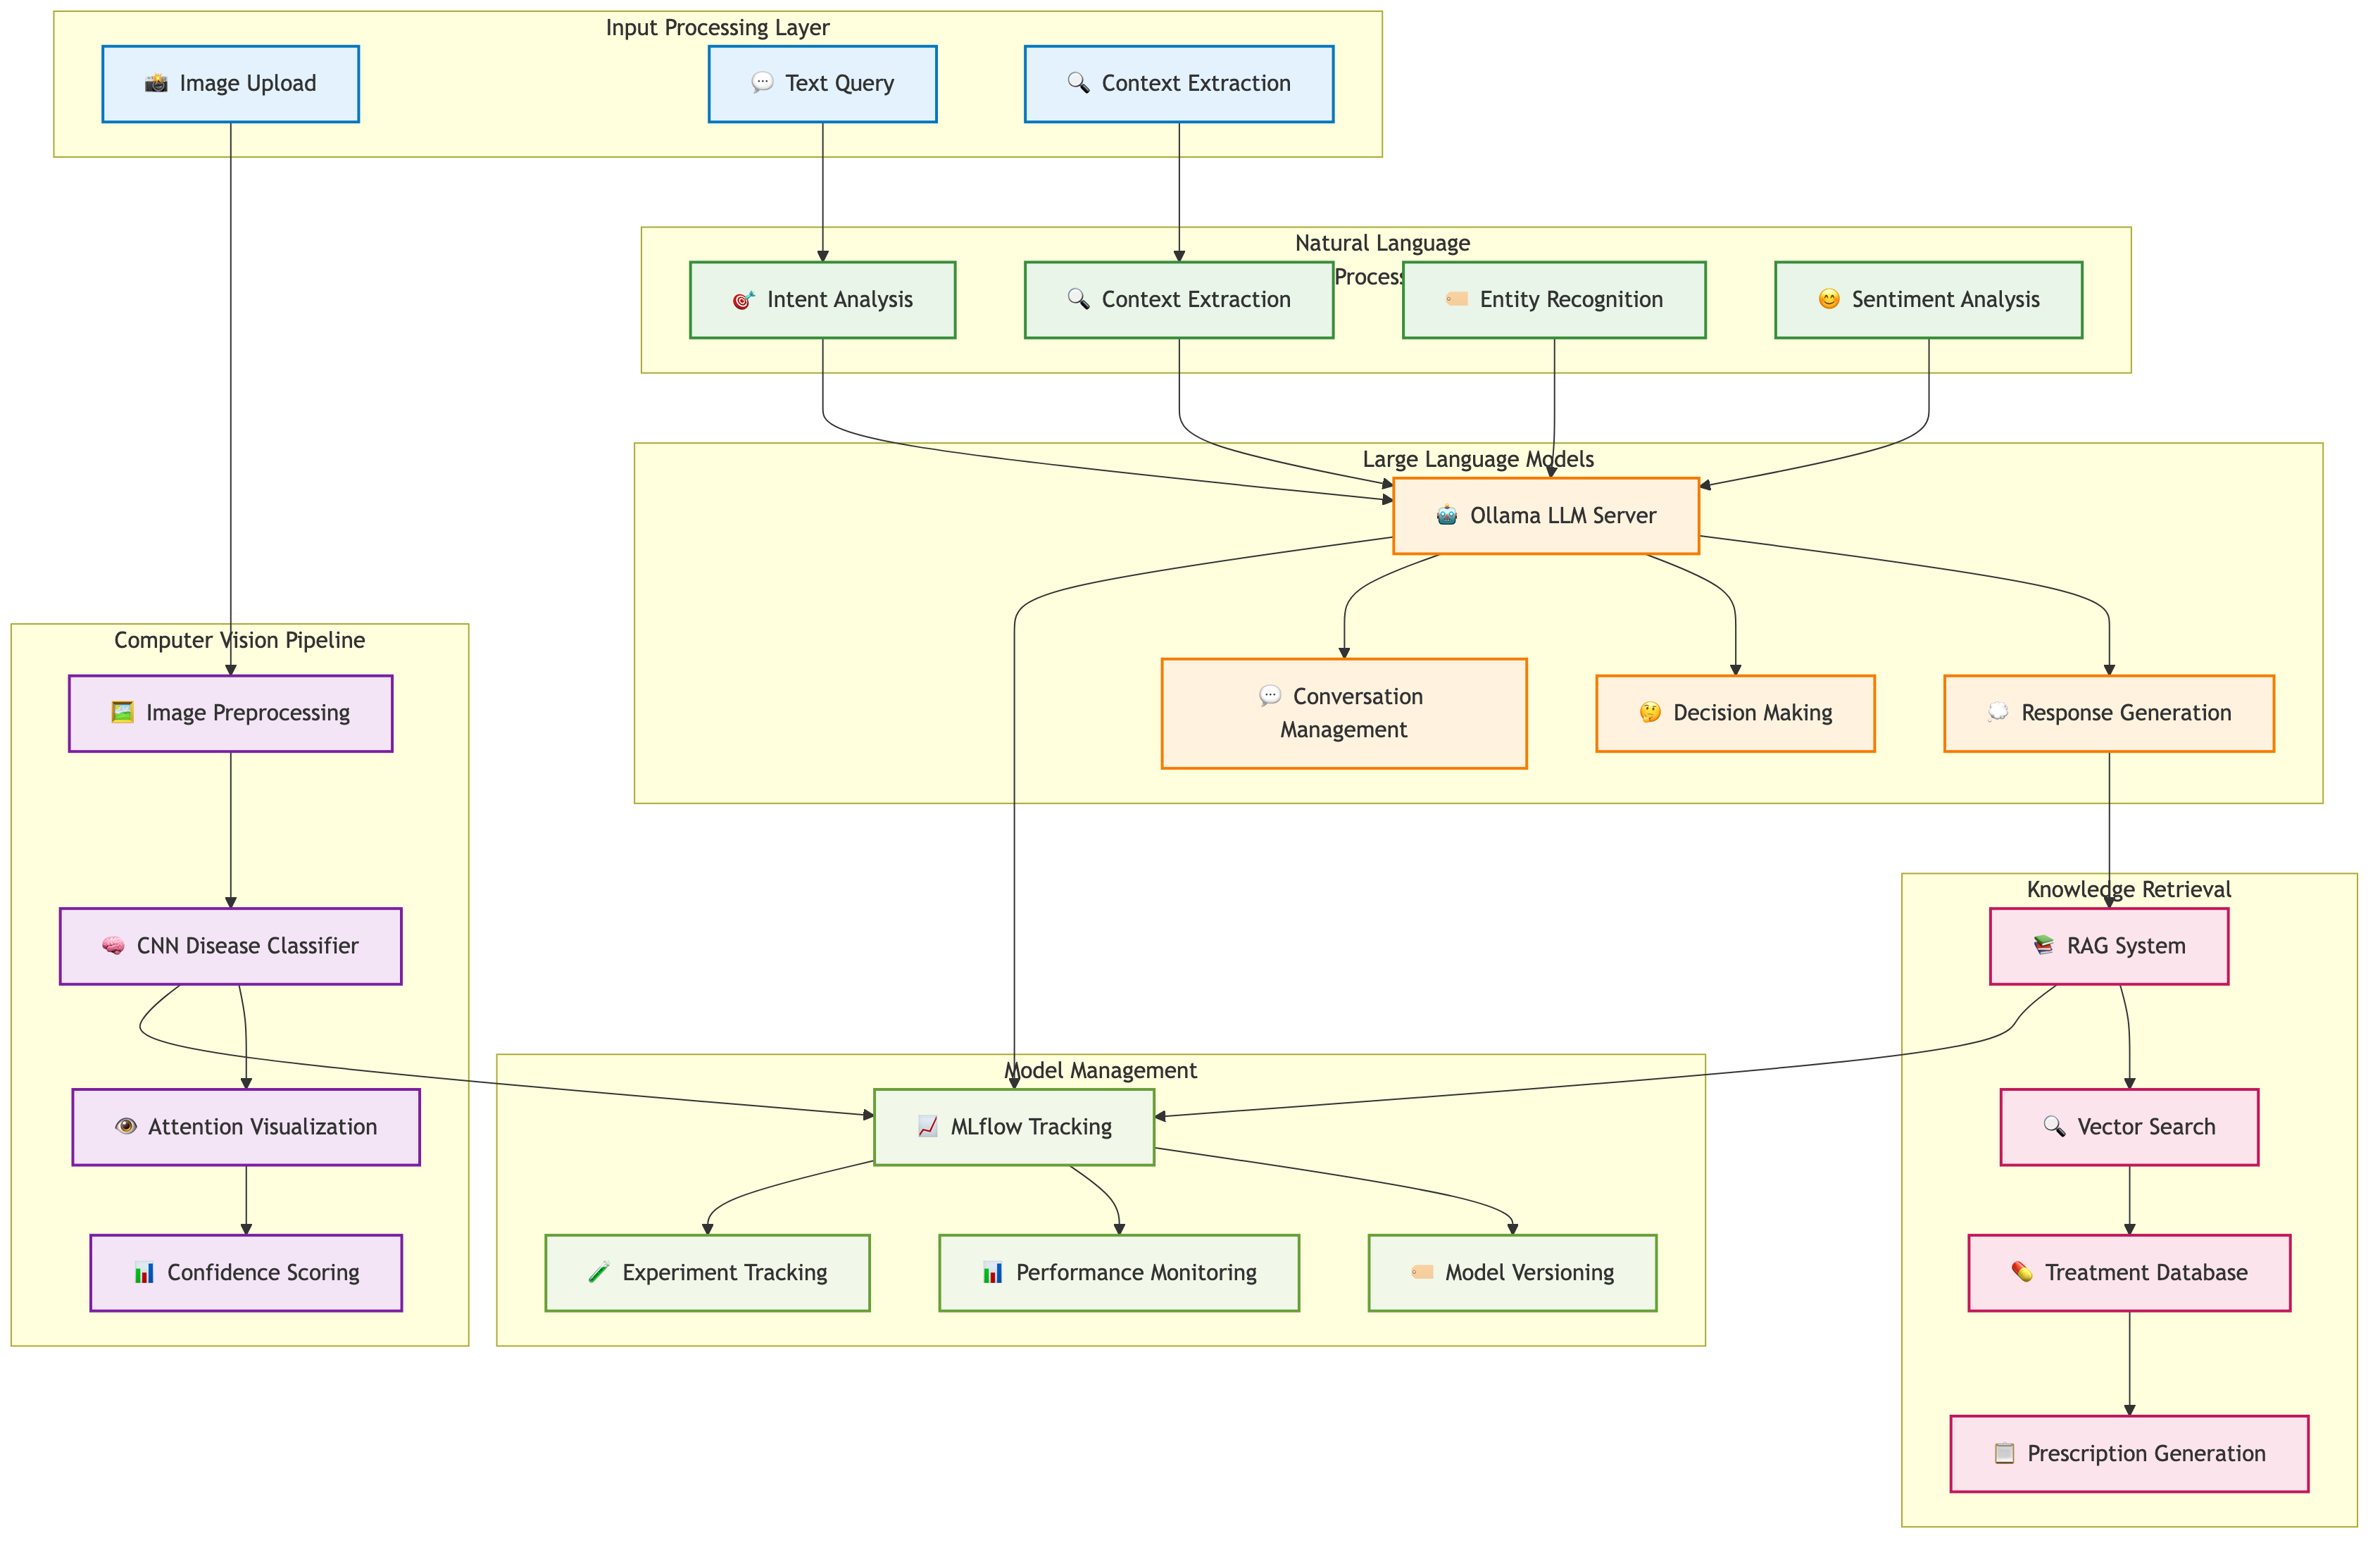 Input Processing Layer
📸 Image Upload
💬 Text Query
🔍 Context Extraction
Natural Language
Process
🎯 Intent Analysis
🔍 Context Extraction
🏷️ Entity Recognition
😊 Sentiment Analysis
Large Language Models
🤖 Ollama LLM Server
💬 Conversation
Management
🤔 Decision Making
💭 Response Generation
Computer Vision Pipeline
🖼️ Image Preprocessing
🧠 CNN Disease Classifier
👁️ Attention Visualization
📊 Confidence Scoring
Model Management
📈 MLflow Tracking
🧪 Experiment Tracking
📊 Performance Monitoring
🏷️ Model Versioning
Knowledge Retrieval
📚 RAG System
🔍 Vector Search
💊 Treatment Database
📋 Prescription Generation